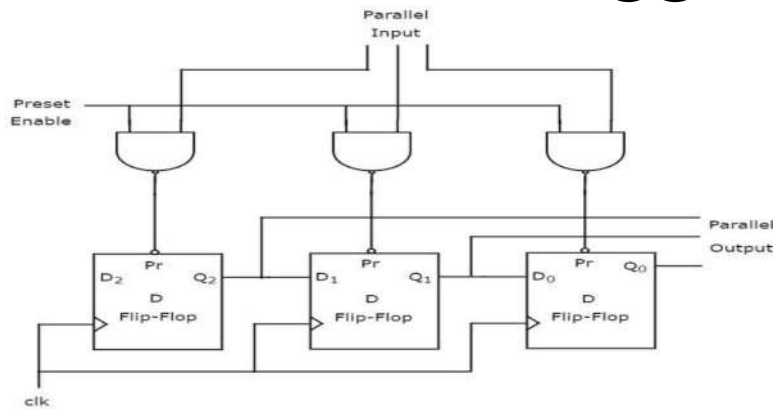 Parallel
Input
Preset
Enable
Parallel
Output
Pr
Pr
Pr
D₂
Q₂
D₁
Q₁
D₀
Q₀
D
Flip-Flop
D
Flip-Flop
D
Flip-Flop
clk